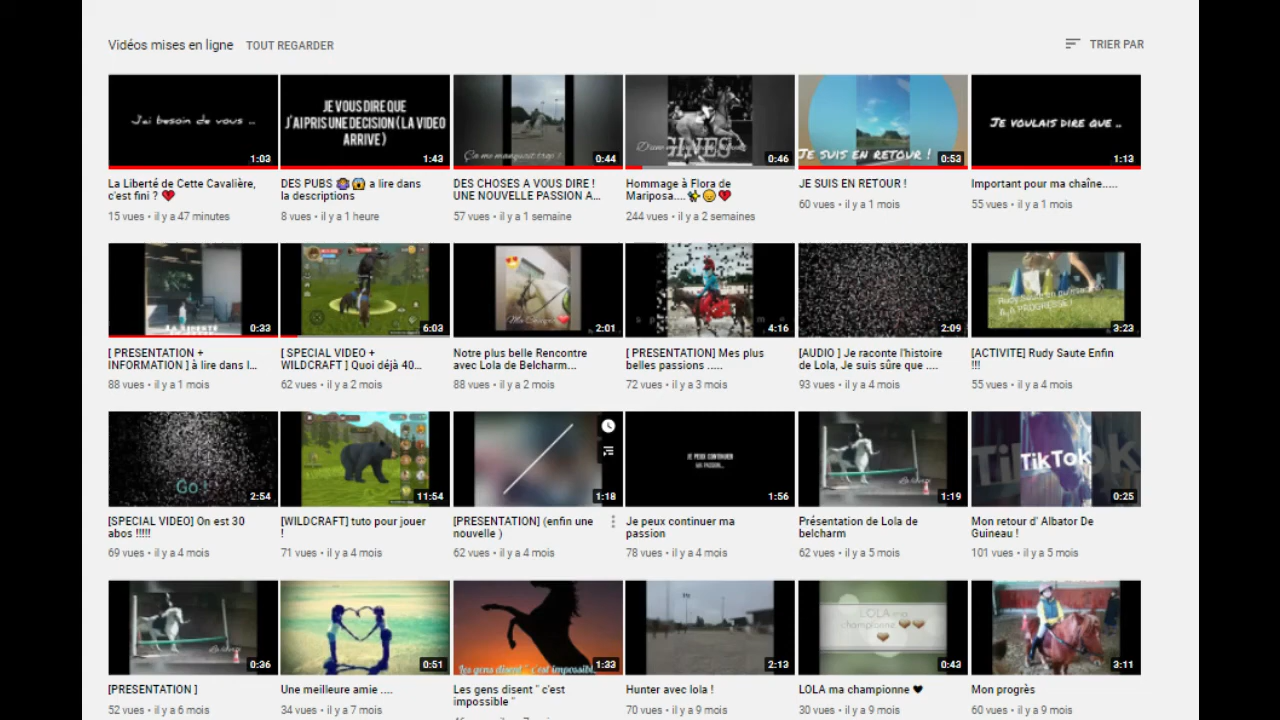 Vidéos mises en ligne TOUT REGARDER TRIER PAR
J'ai besoin de vous ..
1:03
JE VOUS DIRE QUE
J'AI PRIS UNE DECISION ( LA VIDEO
ARRIVE )
1:43
Ça me manquait trop !
0:44
GINES
0:46
JE SUIS EN RETOUR !
0:53
JE VOULAIS DIRE QUE ..
1:13
La Liberté de Cette Cavalière,
c'est fini ? 💔
15 vues • il y a 47 minutes
DES PUBS 🤷😱 a lire dans
la descriptions
8 vues • il y a 1 heure
DES CHOSES A VOUS DIRE !
UNE NOUVELLE PASSION A...
57 vues • il y a 1 semaine
Hommage à Flora de
Mariposa.... ✨😔💔
244 vues • il y a 2 semaines
JE SUIS EN RETOUR !
60 vues • il y a 1 mois
Important pour ma chaîne.....
55 vues • il y a 1 mois
LA LIBERTÉ
0:33
6:03
2:01
4:16
2:09
3:23
[ PRESENTATION +
INFORMATION ] à lire dans l...
88 vues • il y a 1 mois
[ SPECIAL VIDEO +
WILDCRAFT ] Quoi déjà 40...
62 vues • il y a 2 mois
Notre plus belle Rencontre
avec Lola de Belcharm...
88 vues • il y a 2 mois
[ PRESENTATION] Mes plus
belles passions .....
72 vues • il y a 3 mois
[AUDIO ] Je raconte l'histoire
de Lola, Je suis sûre que ....
93 vues • il y a 4 mois
[ACTIVITE] Rudy Saute Enfin
!!!
55 vues • il y a 4 mois
Go !
2:54
11:54
1:18
JE PEUX CONTINUER
MA PASSION...
1:56
1:19
TikTok
0:25
[SPECIAL VIDEO] On est 30
abos !!!!!
69 vues • il y a 4 mois
[WILDCRAFT] tuto pour jouer
!
71 vues • il y a 4 mois
[PRESENTATION] (enfin une
nouvelle )
62 vues • il y a 4 mois
Je peux continuer ma
passion
78 vues • il y a 4 mois
Présentation de Lola de
belcharm
62 vues • il y a 5 mois
Mon retour d' Albator De
Guineau !
101 vues • il y a 5 mois
0:36
0:51
Les gens disent " c'est impossible
1:33
2:13
LOLA ma
championne 🤎🤎
🤎
0:43
3:11
[PRESENTATION ]
52 vues • il y a 6 mois
Une meilleure amie ....
34 vues • il y a 7 mois
Les gens disent " c'est
impossible "
Hunter avec lola !
70 vues • il y a 9 mois
LOLA ma championne ♥
30 vues • il y a 9 mois
Mon progrès
60 vues • il y a 9 mois